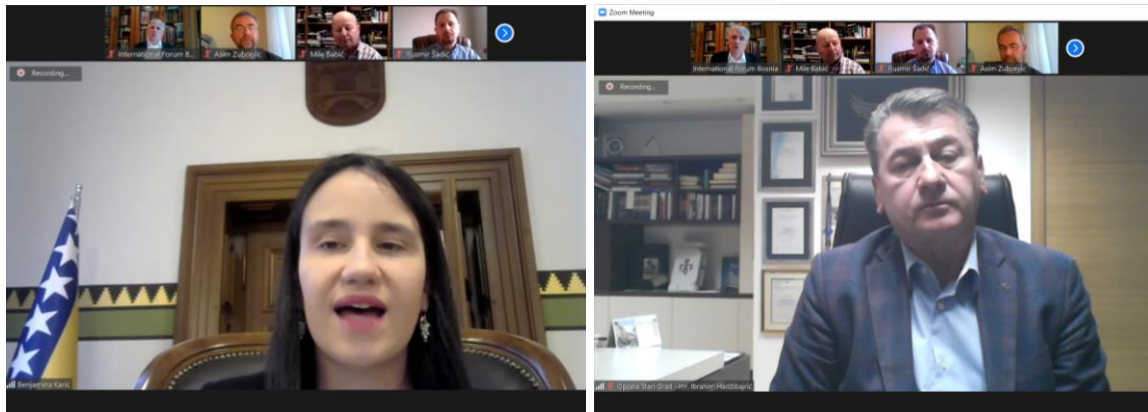 International Forum B...
Asim Zubčević
Mile Babić
Rusmir Šadić
Recording...
Benjamina Karić
Zoom Meeting
International Forum Bosnia
Mile Babić
Rusmir Šadić
Asim Zubčević
Recording...
Općina Stari Grad - mr. Ibrahim Hadžibajrić